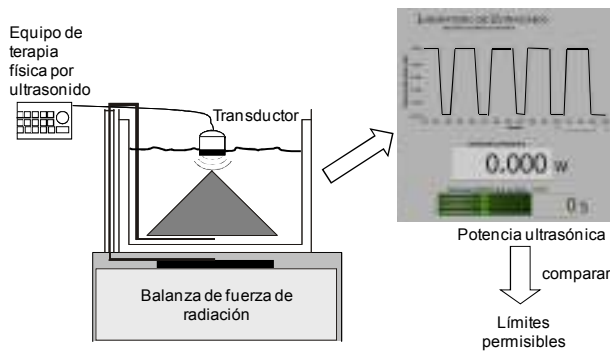 Equipo de
terapia
física por
ultrasonido
Transductor
Balanza de fuerza de
radiación
0.000 W
0 s
Potencia ultrasónica
comparar
Límites
permisibles